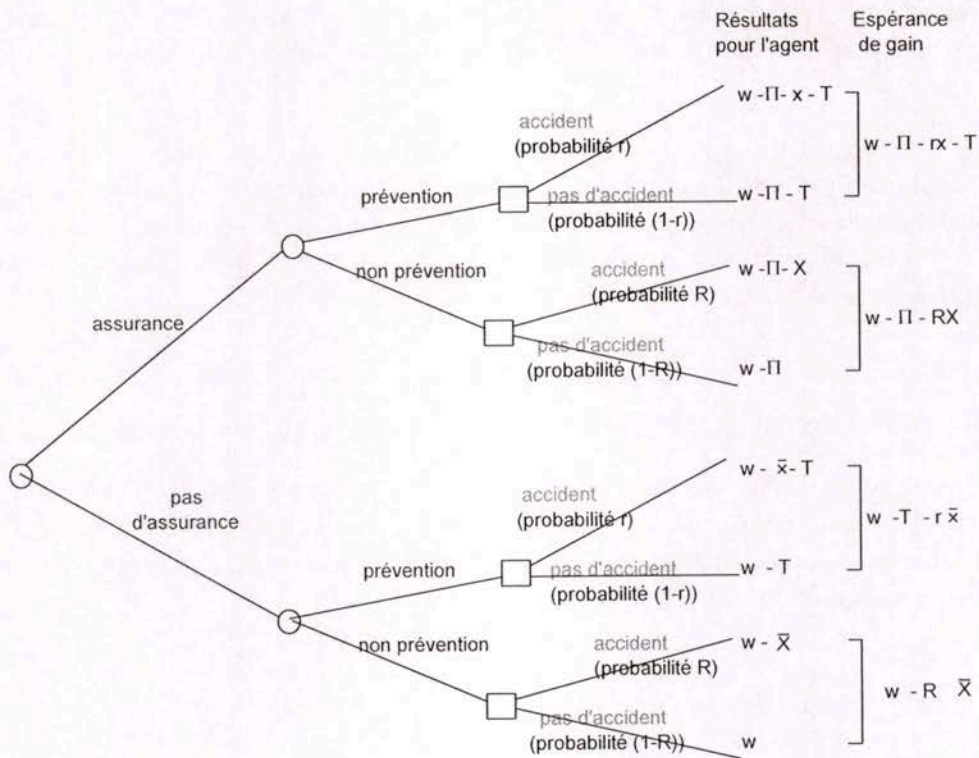 Résultats
pour l'agent
Espérance
de gain
w -Π- x - T
accident
(probabilité r)
w - Π - rx - T
prévention
pas d'accident
(probabilité (1-r))
w -Π - T
non prévention
accident
(probabilité R)
w -Π- X
w - Π - RX
assurance
pas d'accident
(probabilité (1-R))
w -Π
w - x̄- T
pas
d'assurance
accident
(probabilité r)
w -T - r x̄
prévention
pas d'accident
(probabilité (1-r))
w - T
non prévention
accident
(probabilité R)
w - X̄
w - R X̄
pas d'accident
(probabilité (1-R))
w